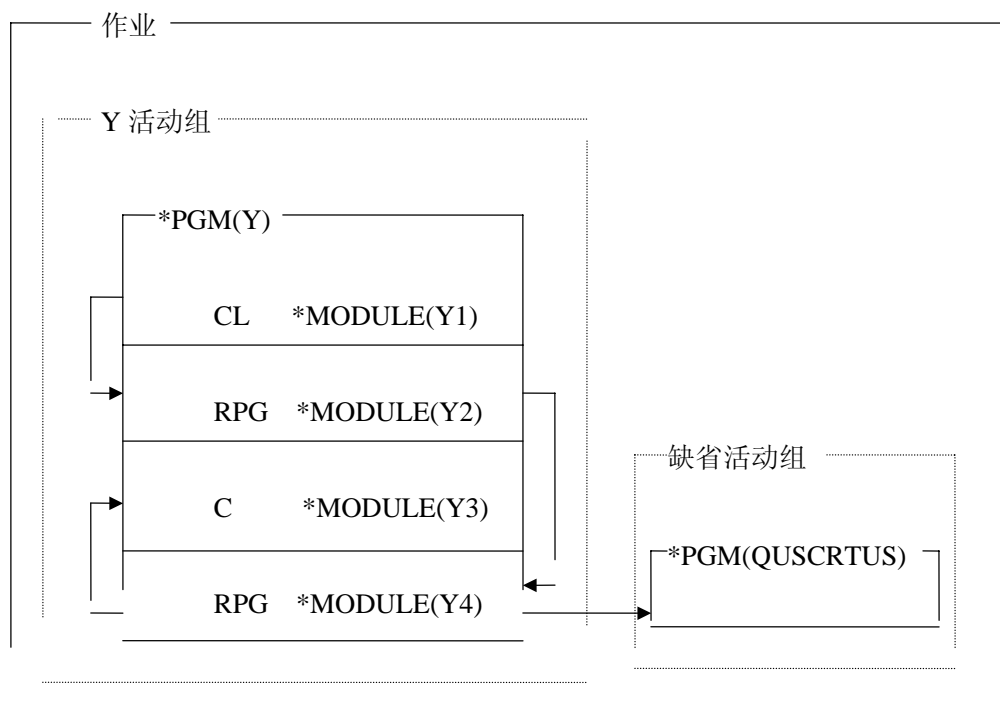 作业
Y 活动组
*PGM(Y)
CL *MODULE(Y1)
RPG *MODULE(Y2)
缺省活动组
C *MODULE(Y3)
*PGM(QUSCRTUS)
RPG *MODULE(Y4)